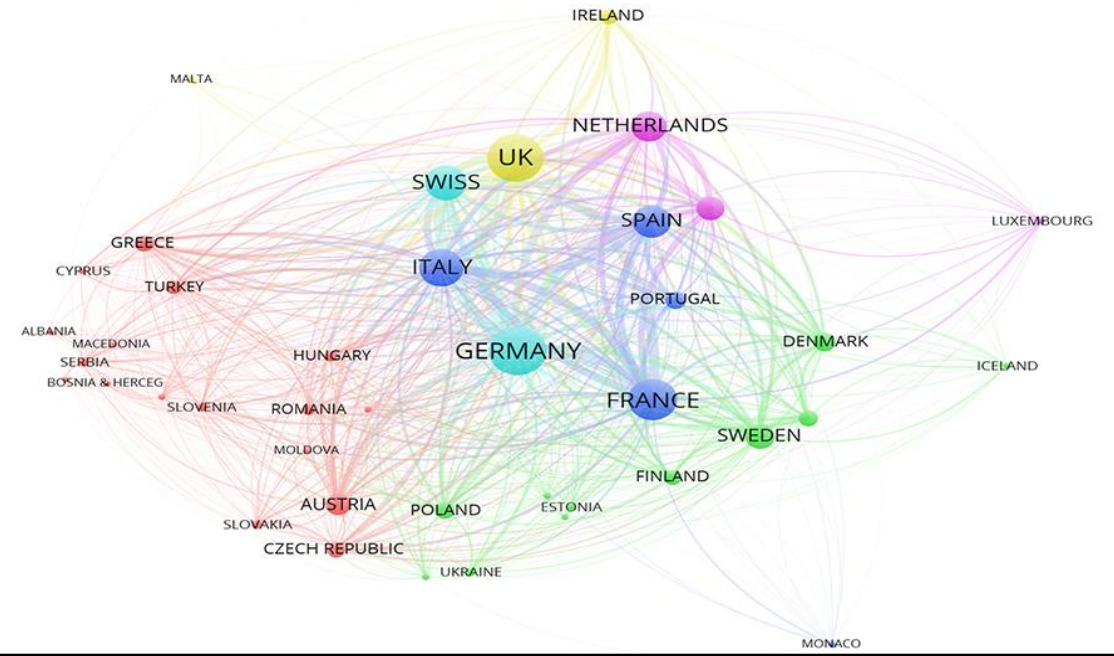 IRELAND
MALTA
NETHERLANDS
UK
SWISS
SPAIN
LUXEMBOURG
GREECE
ITALY
CYPRUS
TURKEY
PORTUGAL
ALBANIA
MACEDONIA
DENMARK
GERMANY
HUNGARY
SERBIA
ICELAND
BOSNIA & HERCEG
FRANCE
SLOVENIA
ROMANIA
SWEDEN
MOLDOVA
FINLAND
AUSTRIA
POLAND
ESTONIA
SLOVAKIA
CZECH REPUBLIC
UKRAINE
MONACO